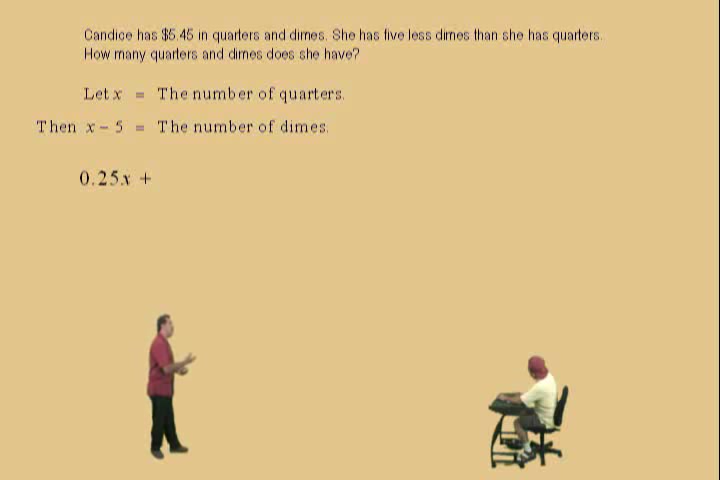 Candice has $5.45 in quarters and dimes. She has five less dimes than she has quarters.
How many quarters and dimes does she have?
Let x = The number of quarters.
Then x – 5 = The number of dimes.
0.25x +